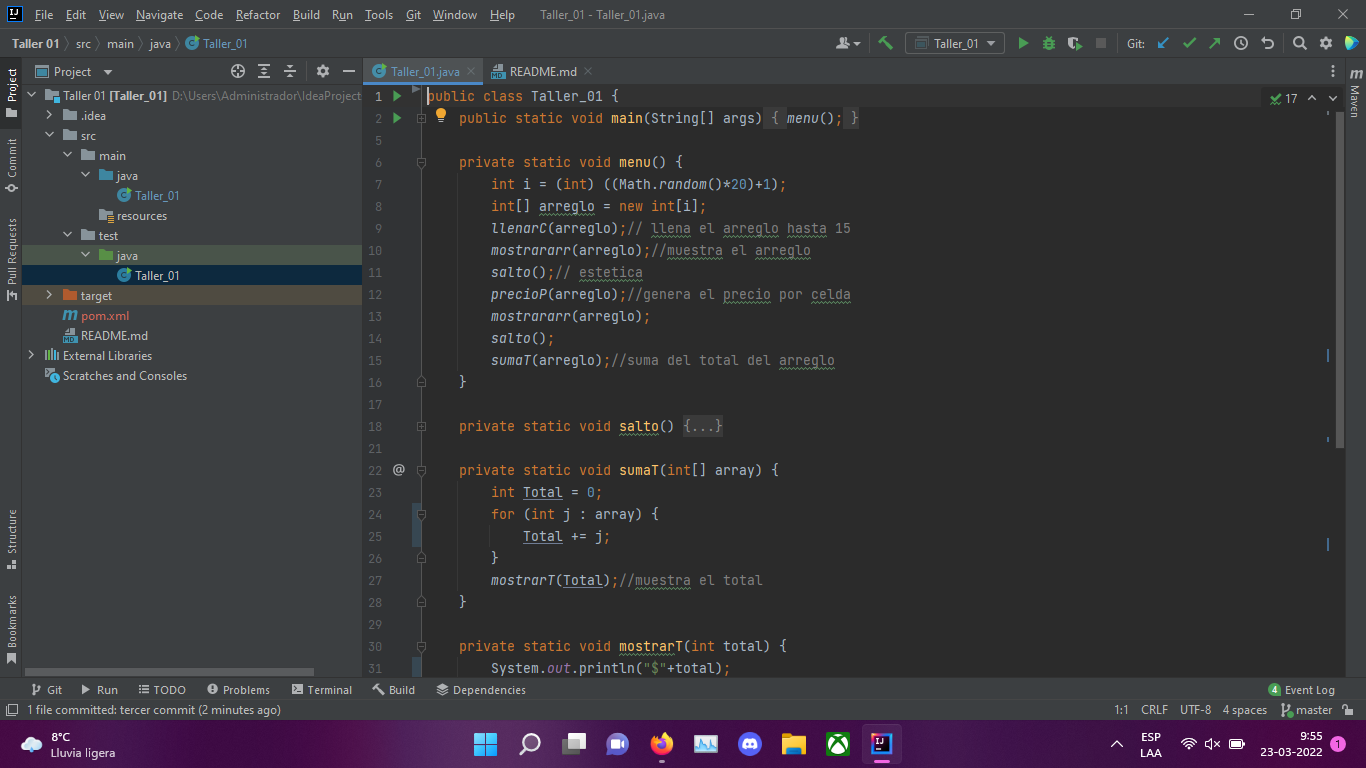 File Edit View Navigate Code Refactor Build Run Tools Git Window Help Taller_01 - Taller_01.java
Taller 01 src main java Taller_01 Taller_01 Git:
Project Taller_01.java README.md
Taller 01 [Taller_01] D:\Users\Administrador\IdeaProject
.idea
src
main
java
Taller_01
resources
test
java
Taller_01
target
pom.xml
README.md
External Libraries
Scratches and Consoles
Project
Commit
Pull Requests
Structure
Bookmarks
17
Maven
1 public class Taller_01 {
2 public static void main(String[] args) { menu(); }
5
6 private static void menu() {
7 int i = (int) ((Math.random()*20)+1);
8 int[] arreglo = new int[i];
9 llenarC(arreglo);// llena el arreglo hasta 15
10 mostrararr(arreglo);//muestra el arreglo
11 salto();// estetica
12 precioP(arreglo);//genera el precio por celda
13 mostrararr(arreglo);
14 salto();
15 sumaT(arreglo);//suma del total del arreglo
16 }
17
18 private static void salto() {...}
21
22 @ private static void sumaT(int[] array) {
23 int Total = 0;
24 for (int j : array) {
25 Total += j;
26 }
27 mostrarT(Total);//muestra el total
28 }
29
30 private static void mostrarT(int total) {
31 System.out.println("$"+total);
Git Run TODO Problems Terminal Build Dependencies 4 Event Log
1 file committed: tercer commit (2 minutes ago) 1:1 CRLF UTF-8 4 spaces master
8°C
Lluvia ligera
ESP
LAA
9:55
23-03-2022
1